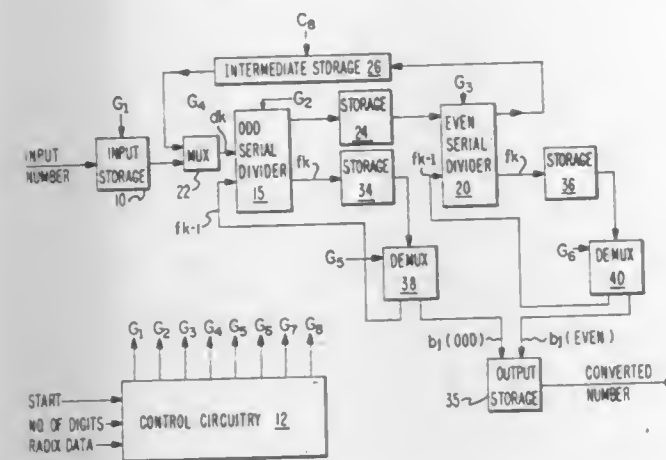 C8
INTERMEDIATE STORAGE 26
G1
G4
dk
G2
STORAGE
24
G3
INPUT
NUMBER
INPUT
STORAGE
10
MUX
22
ODD
SERIAL
DIVIDER
15
fk
STORAGE
34
fk-1
EVEN
SERIAL
DIVIDER
20
fk
STORAGE
36
fk-1
G5
DEMUX
38
G6
DEMUX
40
bj (ODD)
bj (EVEN)
G1 G2 G3 G4 G5 G6 G7 G8
OUTPUT
STORAGE
35
CONVERTED
NUMBER
START
NO. OF DIGITS
RADIX DATA
CONTROL CIRCUITRY 12